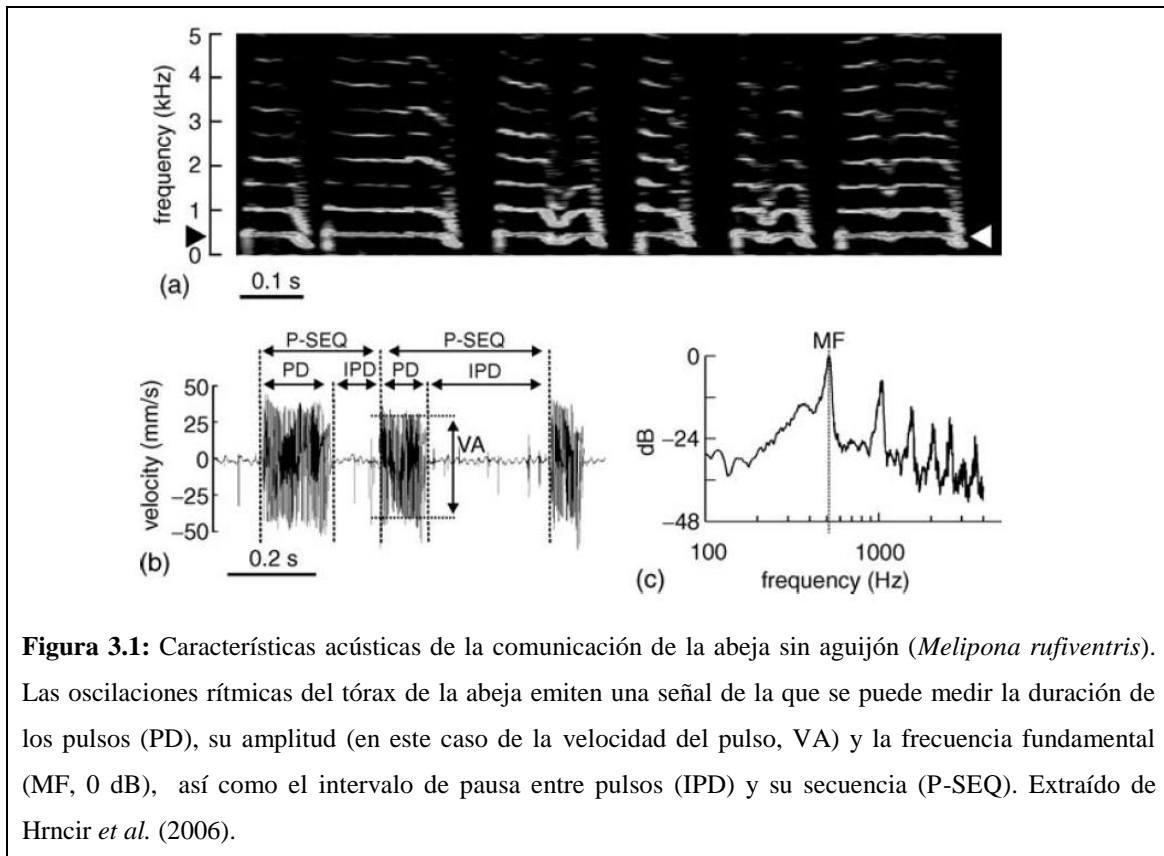 5
4
3
2
1
0
frequency (kHz)
(a)
0.1 s
P-SEQ P-SEQ
PD IPD PD IPD
50
25
0
−25
−50
velocity (mm/s)
VA
(b)
0.2 s
MF
0
−24
−48
dB
100 1000
frequency (Hz)
(c)
Figura 3.1: Características acústicas de la comunicación de la abeja sin aguijón (Melipona rufiventris).
Las oscilaciones rítmicas del tórax de la abeja emiten una señal de la que se puede medir la duración de
los pulsos (PD), su amplitud (en este caso de la velocidad del pulso, VA) y la frecuencia fundamental
(MF, 0 dB), así como el intervalo de pausa entre pulsos (IPD) y su secuencia (P-SEQ). Extraído de
Hrncir et al. (2006).